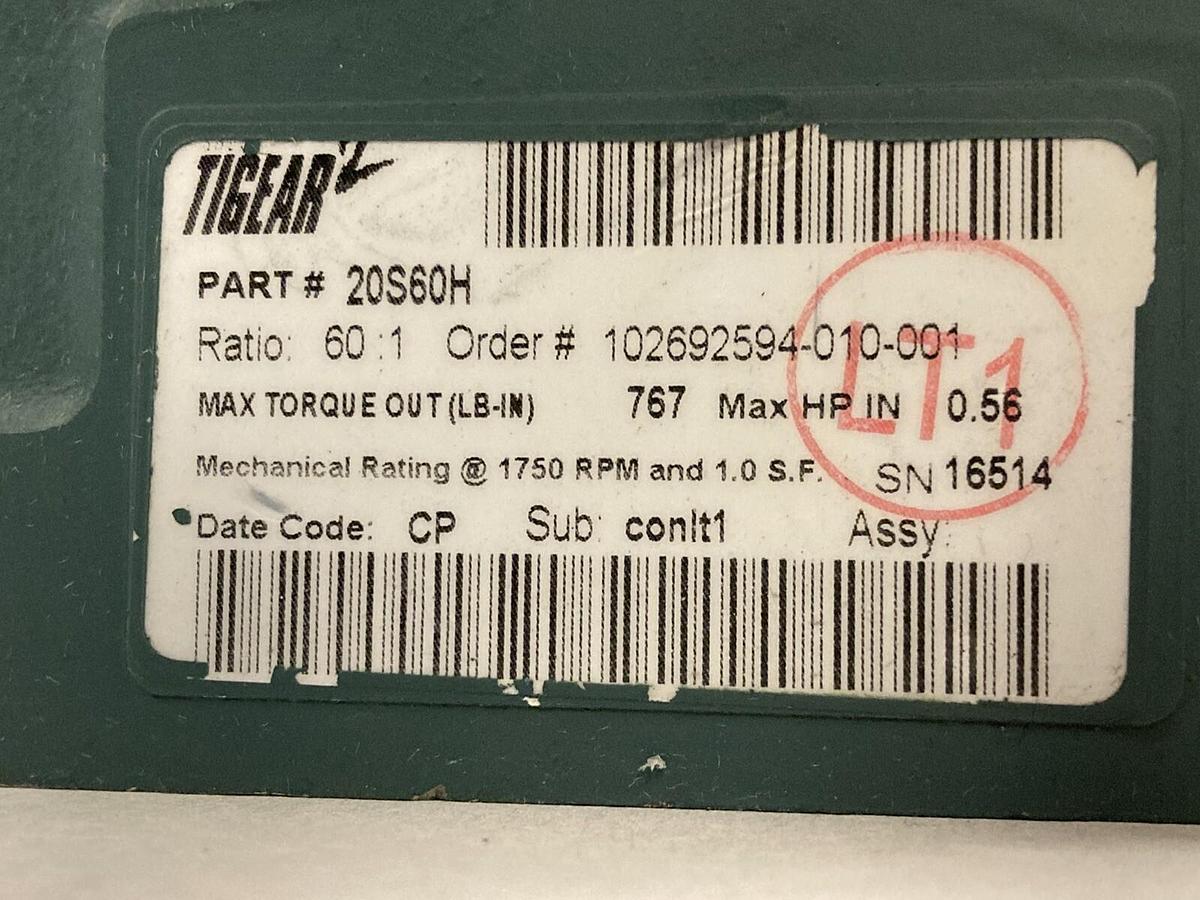 TIGEAR 2
PART # 20S60H
Ratio: 60 :1 Order # 102692594-010-001
MAX TORQUE OUT (LB-IN) 767 Max HP IN 0.56
LT1
Mechanical Rating @ 1750 RPM and 1.0 S.F. SN 16514
Date Code: CP Sub: conlt1 Assy: